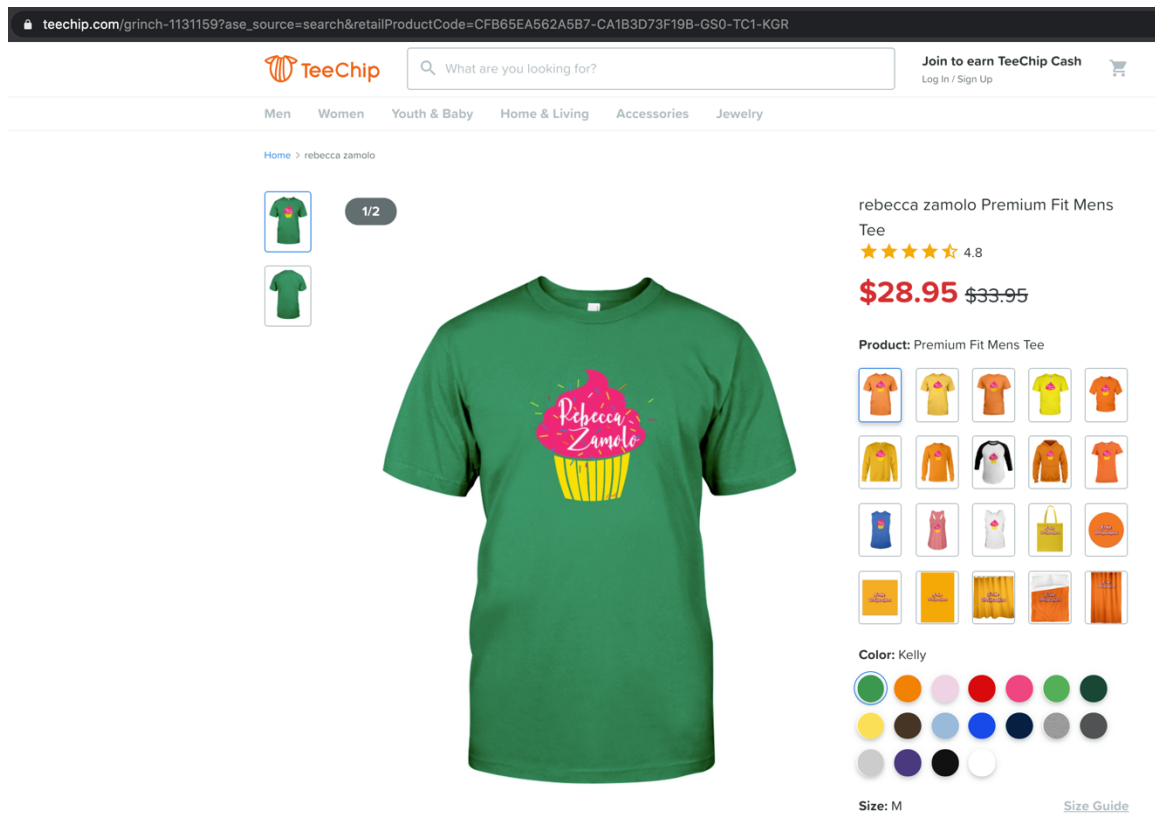 teechip.com/grinch-1131159?ase_source=search&retailProductCode=CFB65EA562A5B7-CA1B3D73F19B-GS0-TC1-KGR
TeeChip
What are you looking for?
Join to earn TeeChip Cash
Log In / Sign Up
Men Women Youth & Baby Home & Living Accessories Jewelry
Home > rebecca zamolo
1/2
rebecca zamolo Premium Fit Mens
Tee
4.8
$28.95 $33.95
Product: Premium Fit Mens Tee
Rebecca
Zamolo
Color: Kelly
Size: M Size Guide